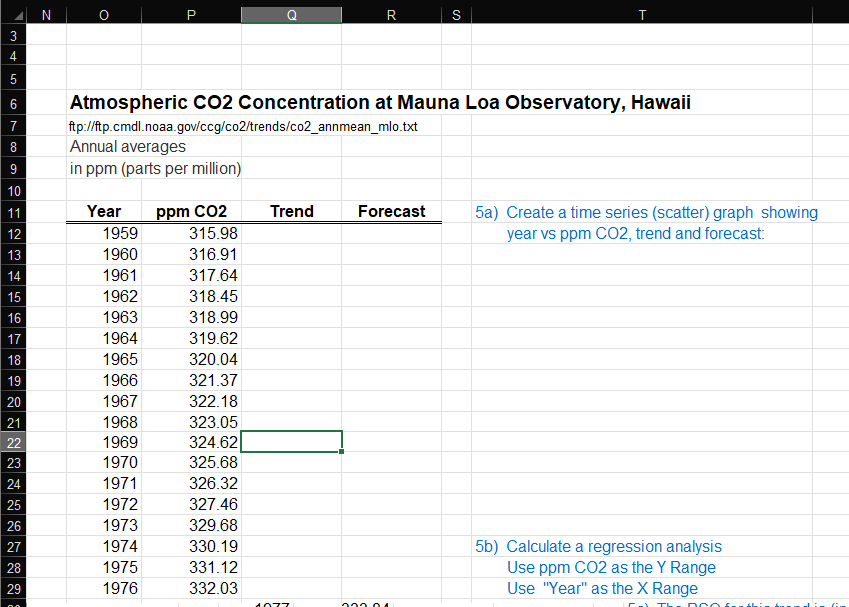 N O P Q R S T
3
4
5
6 Atmospheric CO2 Concentration at Mauna Loa Observatory, Hawaii
7 ftp://ftp.cmdl.noaa.gov/ccg/co2/trends/co2_annmean_mlo.txt
8 Annual averages
9 in ppm (parts per million)
10
11 Year ppm CO2 Trend Forecast 5a) Create a time series (scatter) graph showing
12 1959 315.98 year vs ppm CO2, trend and forecast:
13 1960 316.91
14 1961 317.64
15 1962 318.45
16 1963 318.99
17 1964 319.62
18 1965 320.04
19 1966 321.37
20 1967 322.18
21 1968 323.05
22 1969 324.62
23 1970 325.68
24 1971 326.32
25 1972 327.46
26 1973 329.68
27 1974 330.19 5b) Calculate a regression analysis
28 1975 331.12 Use ppm CO2 as the Y Range
29 1976 332.03 Use "Year" as the X Range